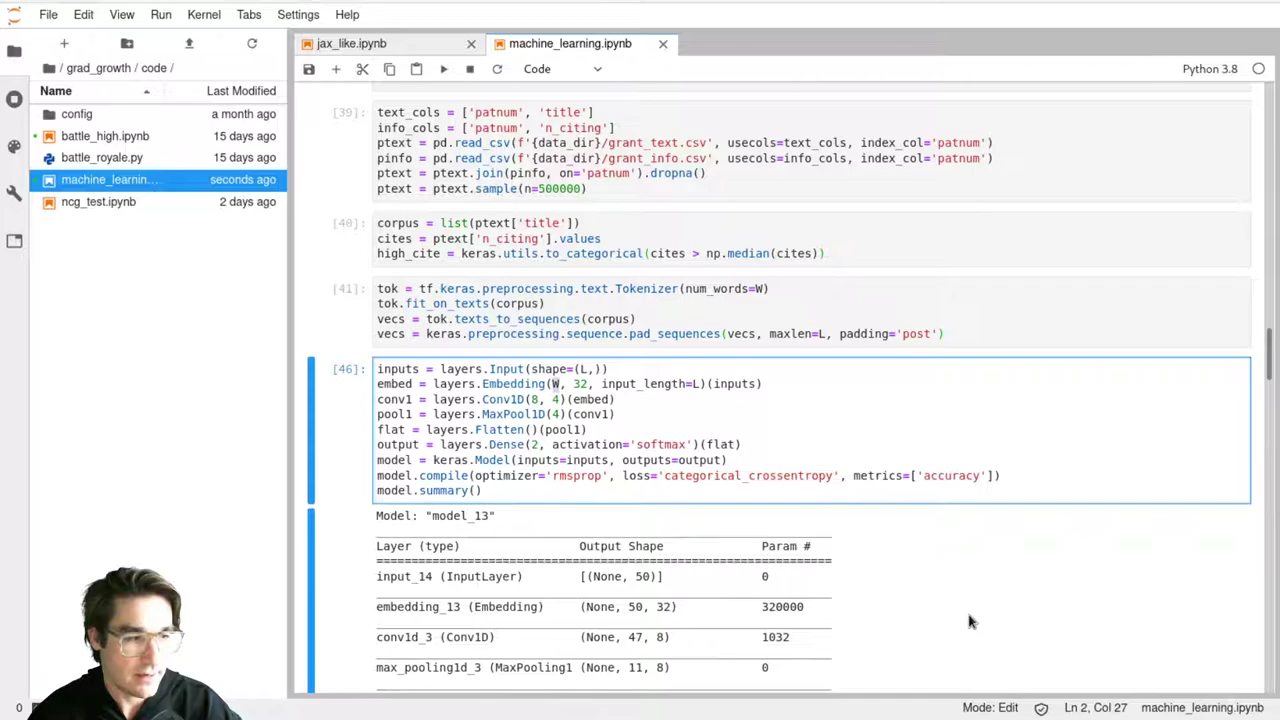 File Edit View Run Kernel Tabs Settings Help
jax_like.ipynb
machine_learning.ipynb
Code
Python 3.8
/ grad_growth / code /
Name Last Modified
config a month ago
battle_high.ipynb 15 days ago
battle_royale.py 15 days ago
machine_learnin... seconds ago
ncg_test.ipynb 2 days ago
[39]:
text_cols = ['patnum', 'title']
info_cols = ['patnum', 'n_citing']
ptext = pd.read_csv(f'{data_dir}/grant_text.csv', usecols=text_cols, index_col='patnum')
pinfo = pd.read_csv(f'{data_dir}/grant_info.csv', usecols=info_cols, index_col='patnum')
ptext = ptext.join(pinfo, on='patnum').dropna()
ptext = ptext.sample(n=500000)
[40]:
corpus = list(ptext['title'])
cites = ptext['n_citing'].values
high_cite = keras.utils.to_categorical(cites > np.median(cites))
[41]:
tok = tf.keras.preprocessing.text.Tokenizer(num_words=W)
tok.fit_on_texts(corpus)
vecs = tok.texts_to_sequences(corpus)
vecs = keras.preprocessing.sequence.pad_sequences(vecs, maxlen=L, padding='post')
[46]:
inputs = layers.Input(shape=(L,))
embed = layers.Embedding(W, 32, input_length=L)(inputs)
conv1 = layers.Conv1D(8, 4)(embed)
pool1 = layers.MaxPool1D(4)(conv1)
flat = layers.Flatten()(pool1)
output = layers.Dense(2, activation='softmax')(flat)
model = keras.Model(inputs=inputs, outputs=output)
model.compile(optimizer='rmsprop', loss='categorical_crossentropy', metrics=['accuracy'])
model.summary()
Model: "model_13"
Layer (type) Output Shape Param #
input_14 (InputLayer) [(None, 50)] 0
embedding_13 (Embedding) (None, 50, 32) 320000
conv1d_3 (Conv1D) (None, 47, 8) 1032
max_pooling1d_3 (MaxPooling1 (None, 11, 8) 0
0
Mode: Edit Ln 2, Col 27 machine_learning.ipynb